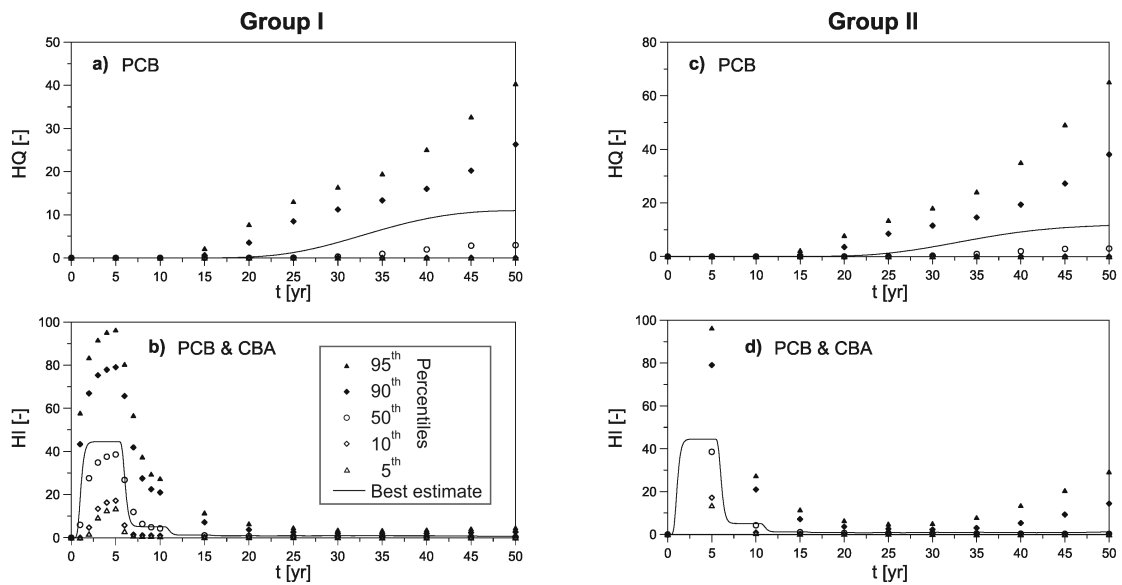 Group I
Group II
a) PCB
HQ [-]
50
40
30
20
10
0
0 5 10 15 20 25 30 35 40 45 50
t [yr]
c) PCB
HQ [-]
80
60
40
20
0
0 5 10 15 20 25 30 35 40 45 50
t [yr]
b) PCB & CBA
HI [-]
100
80
60
40
20
0
0 5 10 15 20 25 30 35 40 45 50
t [yr]
95th
90th
50th
10th
5th
Percentiles
Best estimate
d) PCB & CBA
HI [-]
100
80
60
40
20
0
0 5 10 15 20 25 30 35 40 45 50
t [yr]